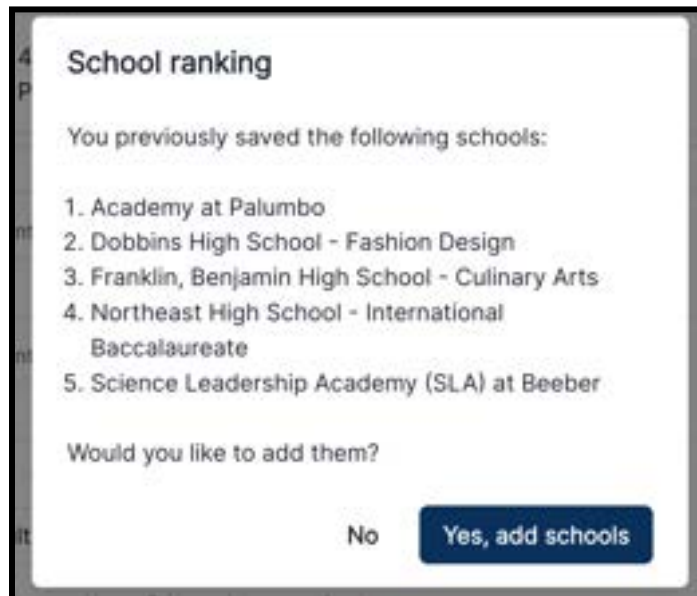 School ranking
You previously saved the following schools:
1. Academy at Palumbo
2. Dobbins High School - Fashion Design
3. Franklin, Benjamin High School - Culinary Arts
4. Northeast High School - International
Baccalaureate
5. Science Leadership Academy (SLA) at Beeber
Would you like to add them?
No
Yes, add schools